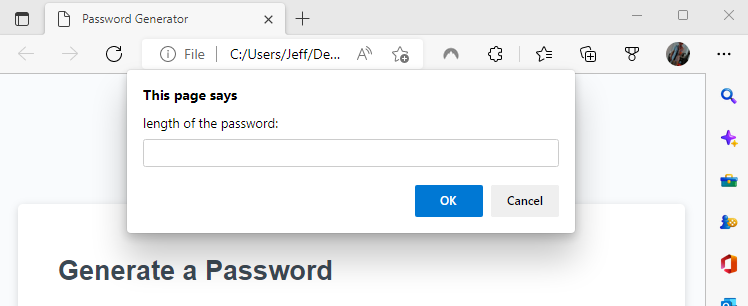 Password Generator
File
C:/Users/Jeff/De...
This page says
length of the password:
OK
Cancel
Generate a Password